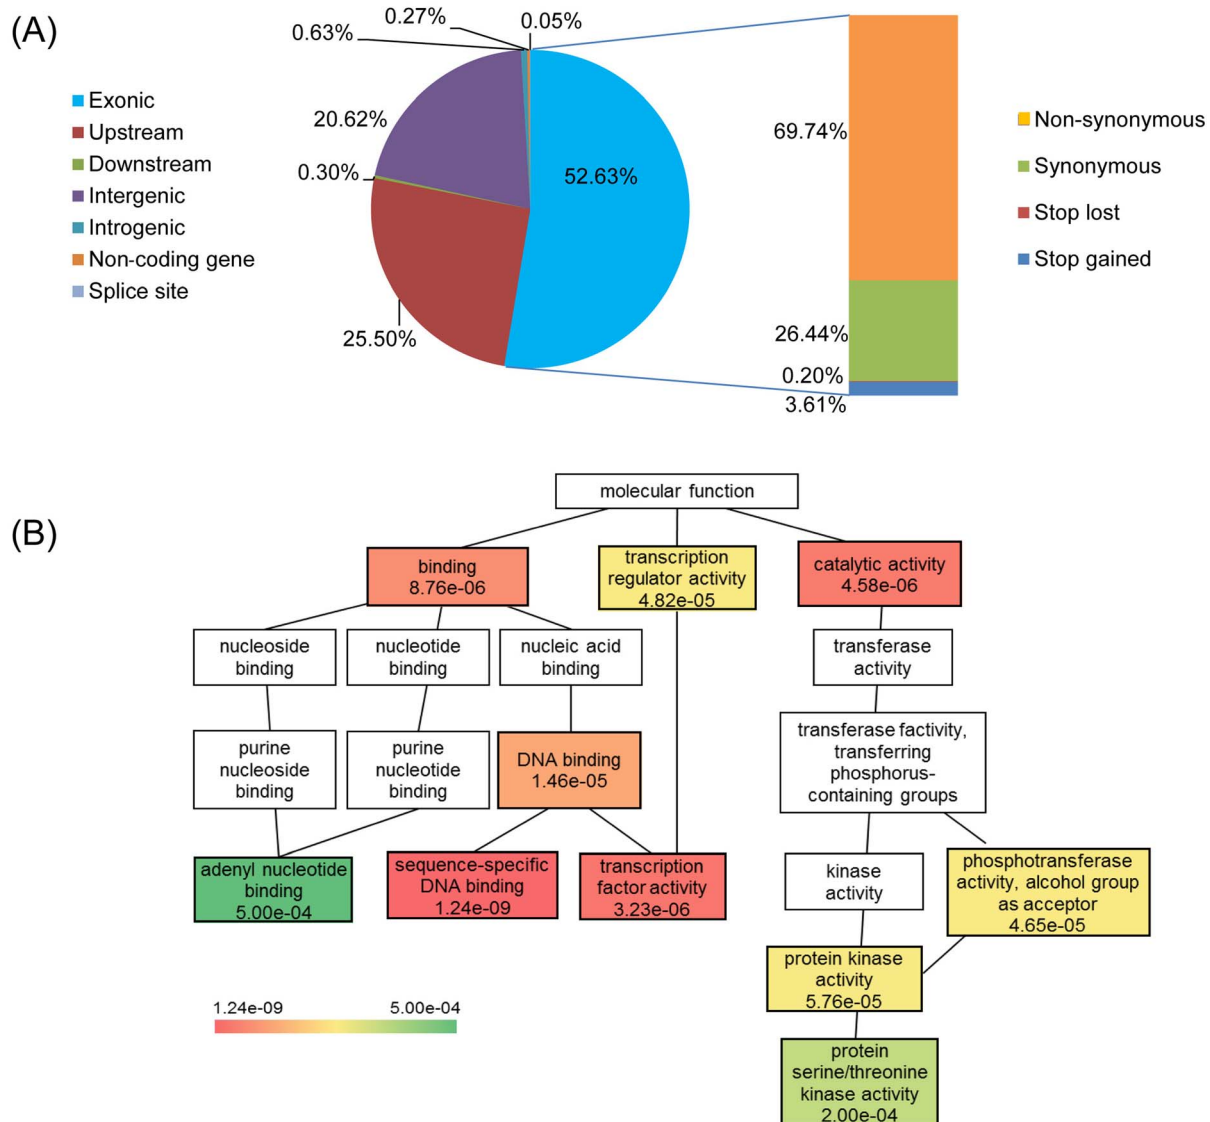 (A)
0.27%
0.05%
0.63%
Exonic
Upstream
Downstream
Intergenic
Introgenic
Non-coding gene
Splice site
20.62%
0.30%
25.50%
52.63%
69.74%
26.44%
0.20%
3.61%
Non-synonymous
Synonymous
Stop lost
Stop gained
(B)
molecular function
binding
8.76e-06
transcription
regulator activity
4.82e-05
catalytic activity
4.58e-06
nucleoside
binding
nucleotide
binding
nucleic acid
binding
transferase
activity
purine
nucleoside
binding
purine
nucleotide
binding
DNA binding
1.46e-05
transferase factivity,
transferring
phosphorus-
containing groups
adenyl nucleotide
binding
5.00e-04
sequence-specific
DNA binding
1.24e-09
transcription
factor activity
3.23e-06
kinase
activity
phosphotransferase
activity, alcohol group
as acceptor
4.65e-05
protein kinase
activity
5.76e-05
protein
serine/threonine
kinase activity
2.00e-04
1.24e-09
5.00e-04